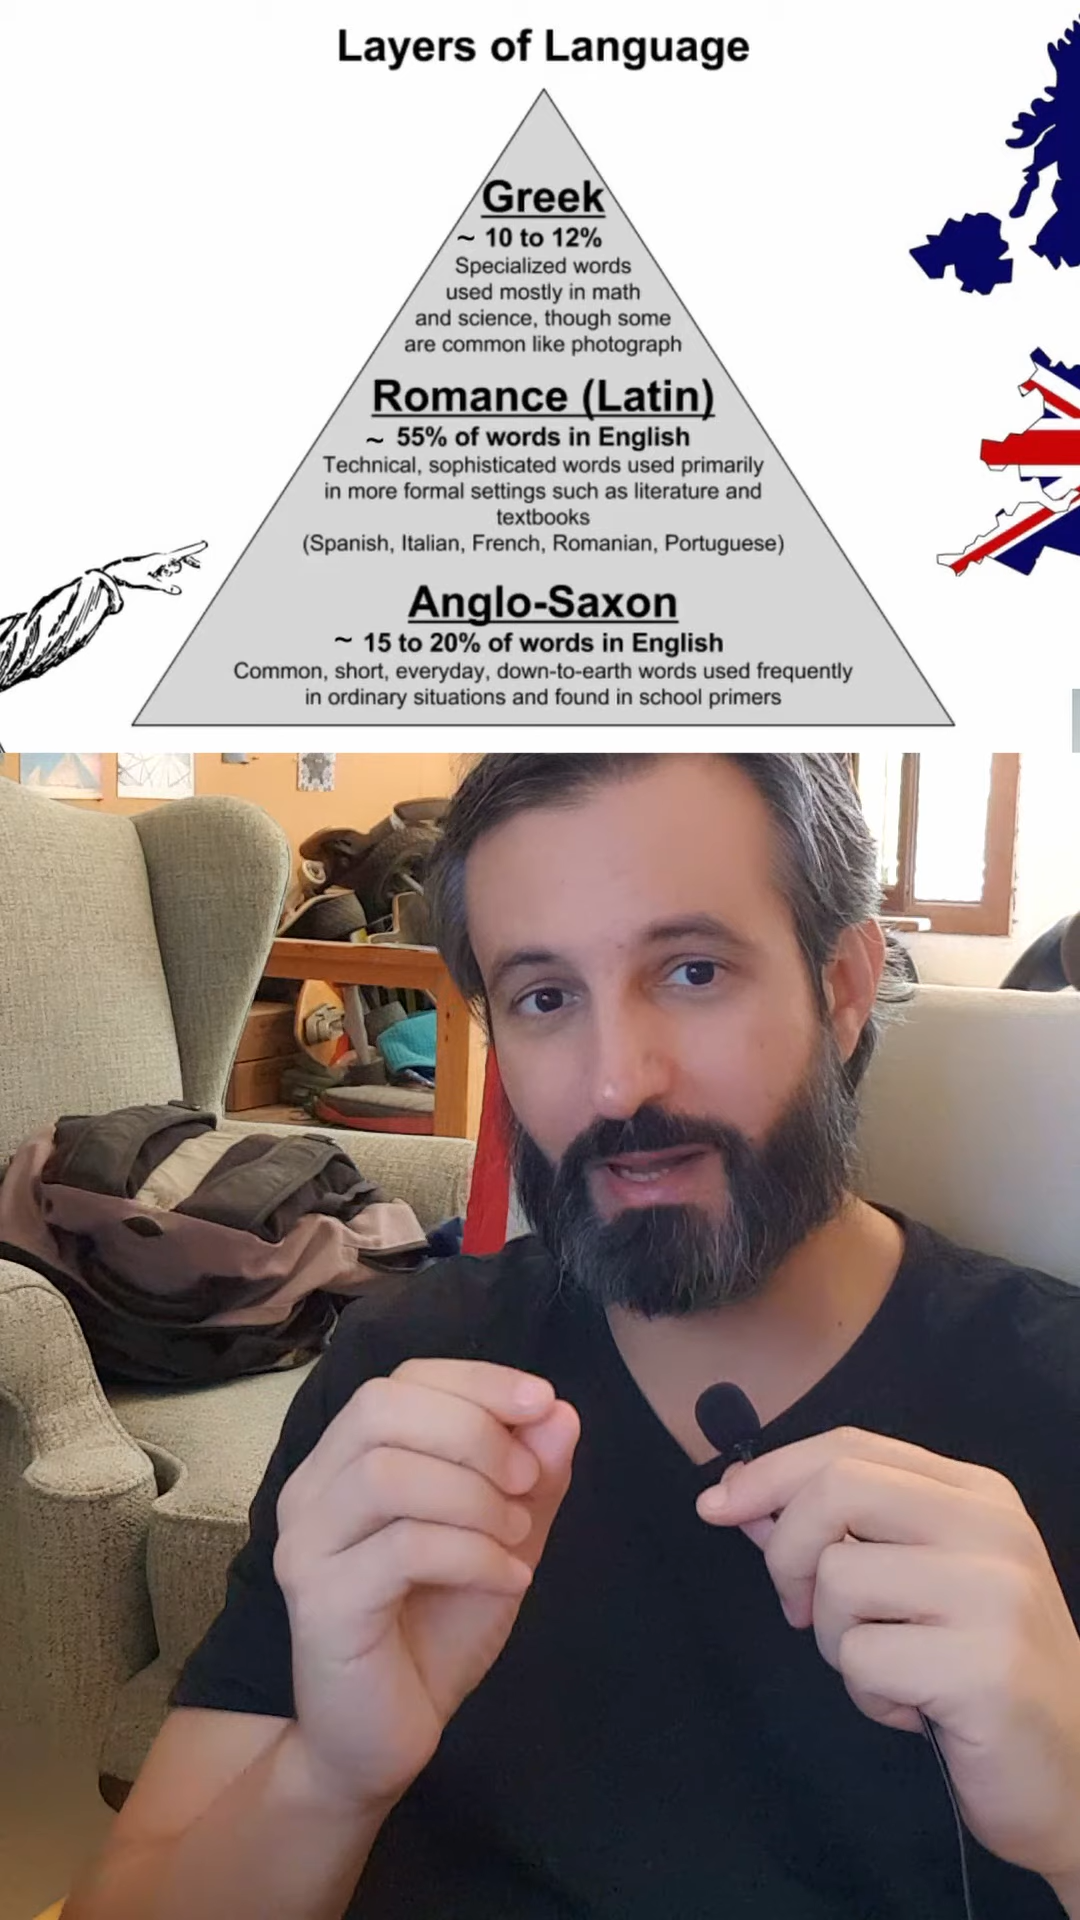 Layers of Language
Greek
~ 10 to 12%
Specialized words
used mostly in math
and science, though some
are common like photograph
Romance (Latin)
~ 55% of words in English
Technical, sophisticated words used primarily
in more formal settings such as literature and
textbooks
(Spanish, Italian, French, Romanian, Portuguese)
Anglo-Saxon
~ 15 to 20% of words in English
Common, short, everyday, down-to-earth words used frequently
in ordinary situations and found in school primers